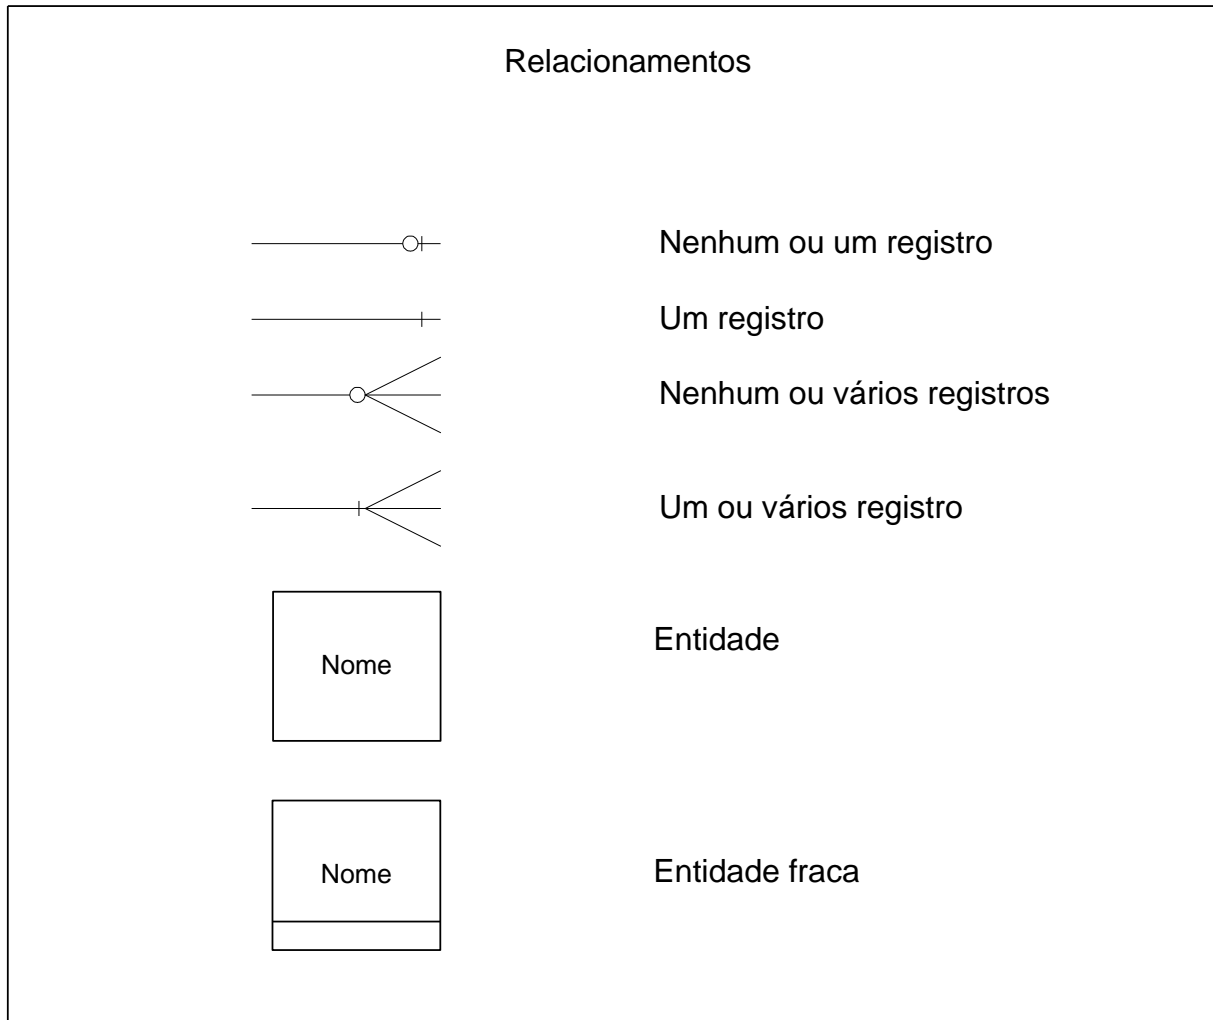 Relacionamentos
Nenhum ou um registro
Um registro
Nenhum ou vários registros
Um ou vários registro
Nome
Entidade
Nome
Entidade fraca